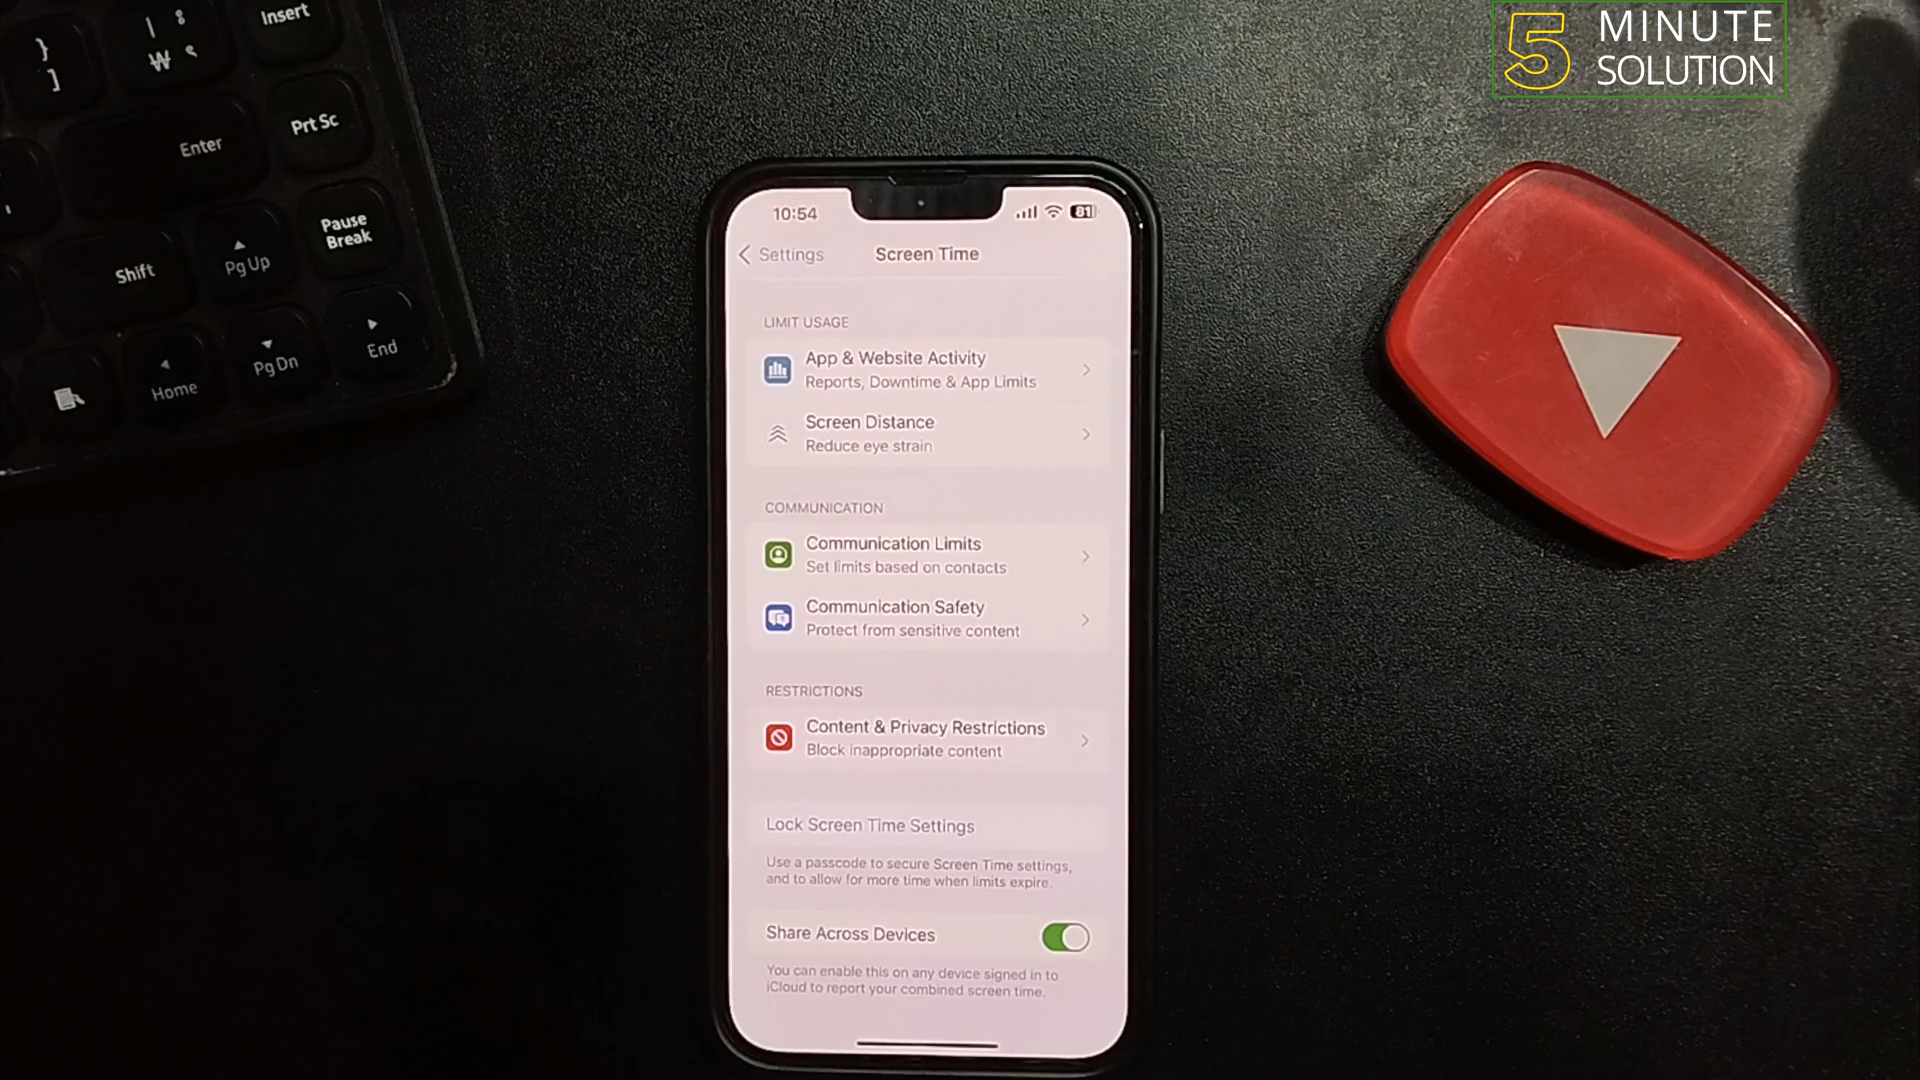 Insert
}
]
|
₩
Prt Sc
Enter
Pause
Break
Shift
Pg Up
Home
Pg Dn
End
5 MINUTE
SOLUTION
10:54
81
Settings
Screen Time
LIMIT USAGE
App & Website Activity
Reports, Downtime & App Limits
Screen Distance
Reduce eye strain
COMMUNICATION
Communication Limits
Set limits based on contacts
Communication Safety
Protect from sensitive content
RESTRICTIONS
Content & Privacy Restrictions
Block inappropriate content
Lock Screen Time Settings
Use a passcode to secure Screen Time settings,
and to allow for more time when limits expire.
Share Across Devices
You can enable this on any device signed in to
iCloud to report your combined screen time.